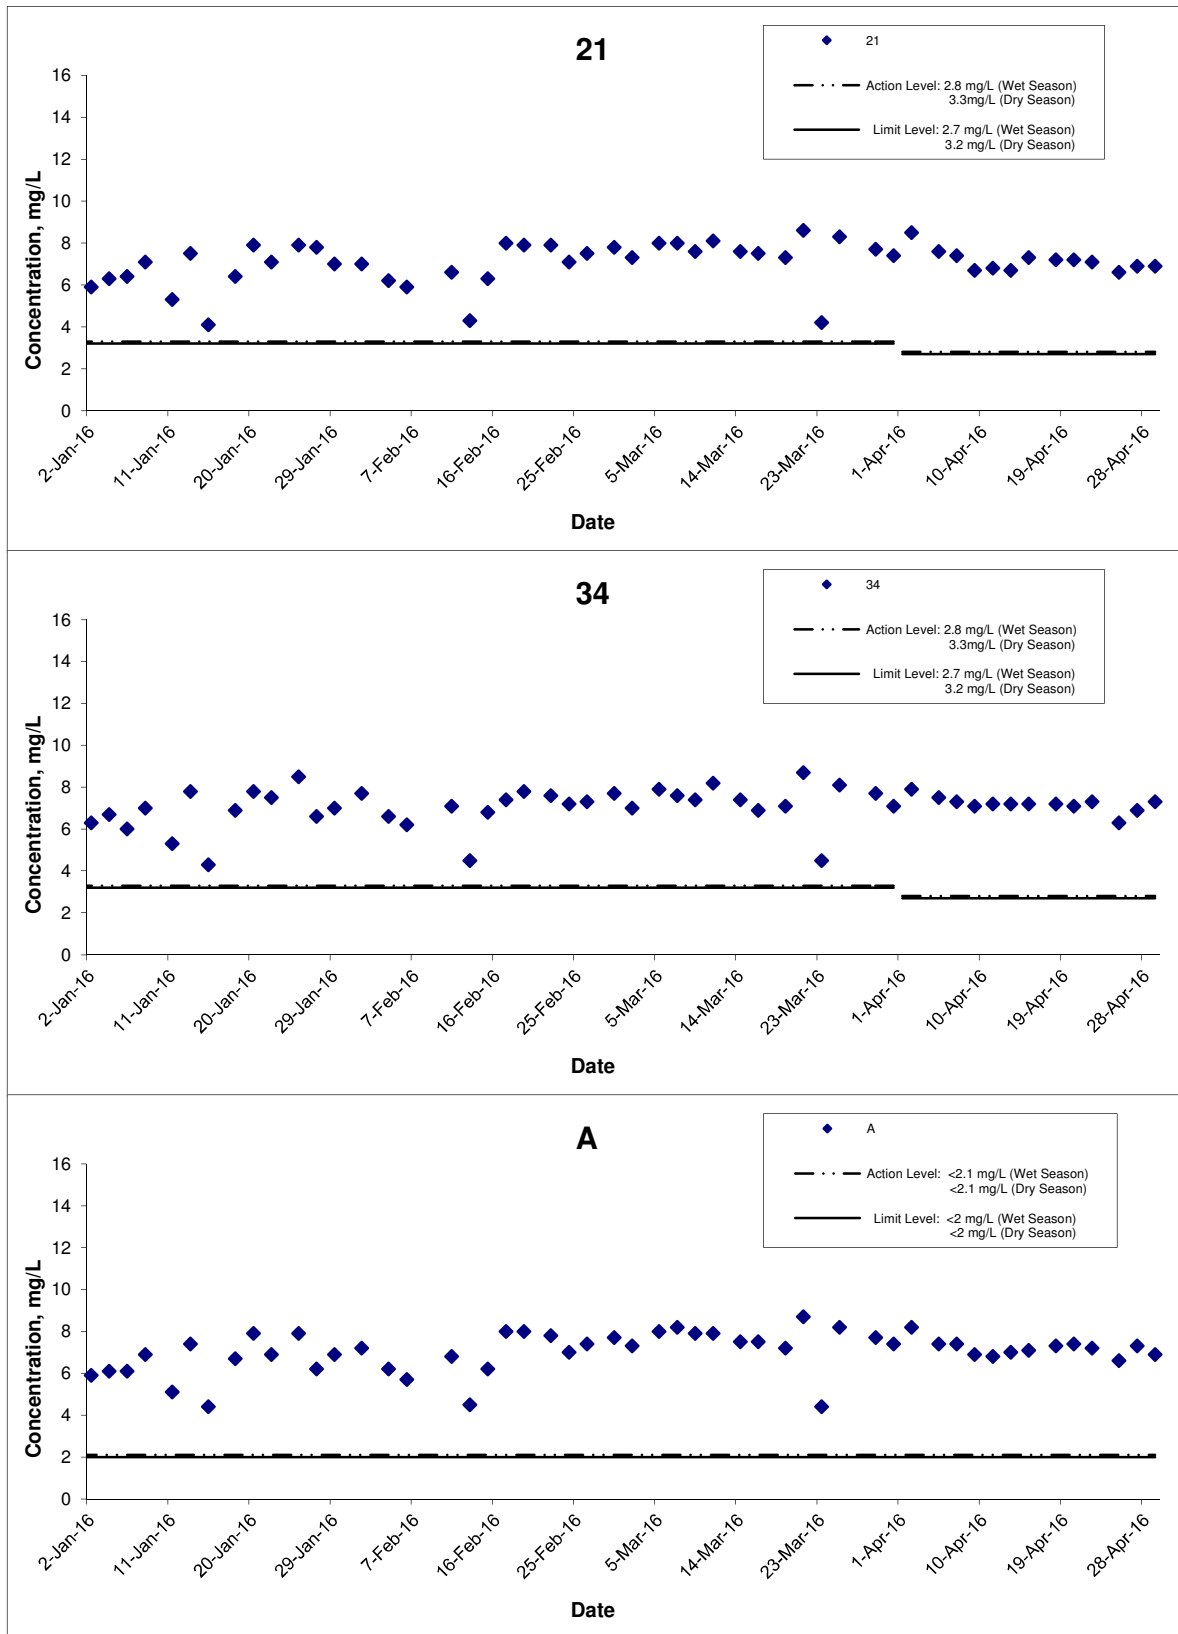 21
21
Action Level: 2.8 mg/L (Wet Season)
3.3mg/L (Dry Season)
Limit Level: 2.7 mg/L (Wet Season)
3.2 mg/L (Dry Season)
Concentration, mg/L
16
14
12
10
8
6
4
2
0
2-Jan-16
11-Jan-16
20-Jan-16
29-Jan-16
7-Feb-16
16-Feb-16
25-Feb-16
5-Mar-16
14-Mar-16
23-Mar-16
1-Apr-16
10-Apr-16
19-Apr-16
28-Apr-16
Date
34
34
Action Level: 2.8 mg/L (Wet Season)
3.3mg/L (Dry Season)
Limit Level: 2.7 mg/L (Wet Season)
3.2 mg/L (Dry Season)
Concentration, mg/L
16
14
12
10
8
6
4
2
0
2-Jan-16
11-Jan-16
20-Jan-16
29-Jan-16
7-Feb-16
16-Feb-16
25-Feb-16
5-Mar-16
14-Mar-16
23-Mar-16
1-Apr-16
10-Apr-16
19-Apr-16
28-Apr-16
Date
A
A
Action Level: <2.1 mg/L (Wet Season)
<2.1 mg/L (Dry Season)
Limit Level: <2 mg/L (Wet Season)
<2 mg/L (Dry Season)
Concentration, mg/L
16
14
12
10
8
6
4
2
0
2-Jan-16
11-Jan-16
20-Jan-16
29-Jan-16
7-Feb-16
16-Feb-16
25-Feb-16
5-Mar-16
14-Mar-16
23-Mar-16
1-Apr-16
10-Apr-16
19-Apr-16
28-Apr-16
Date